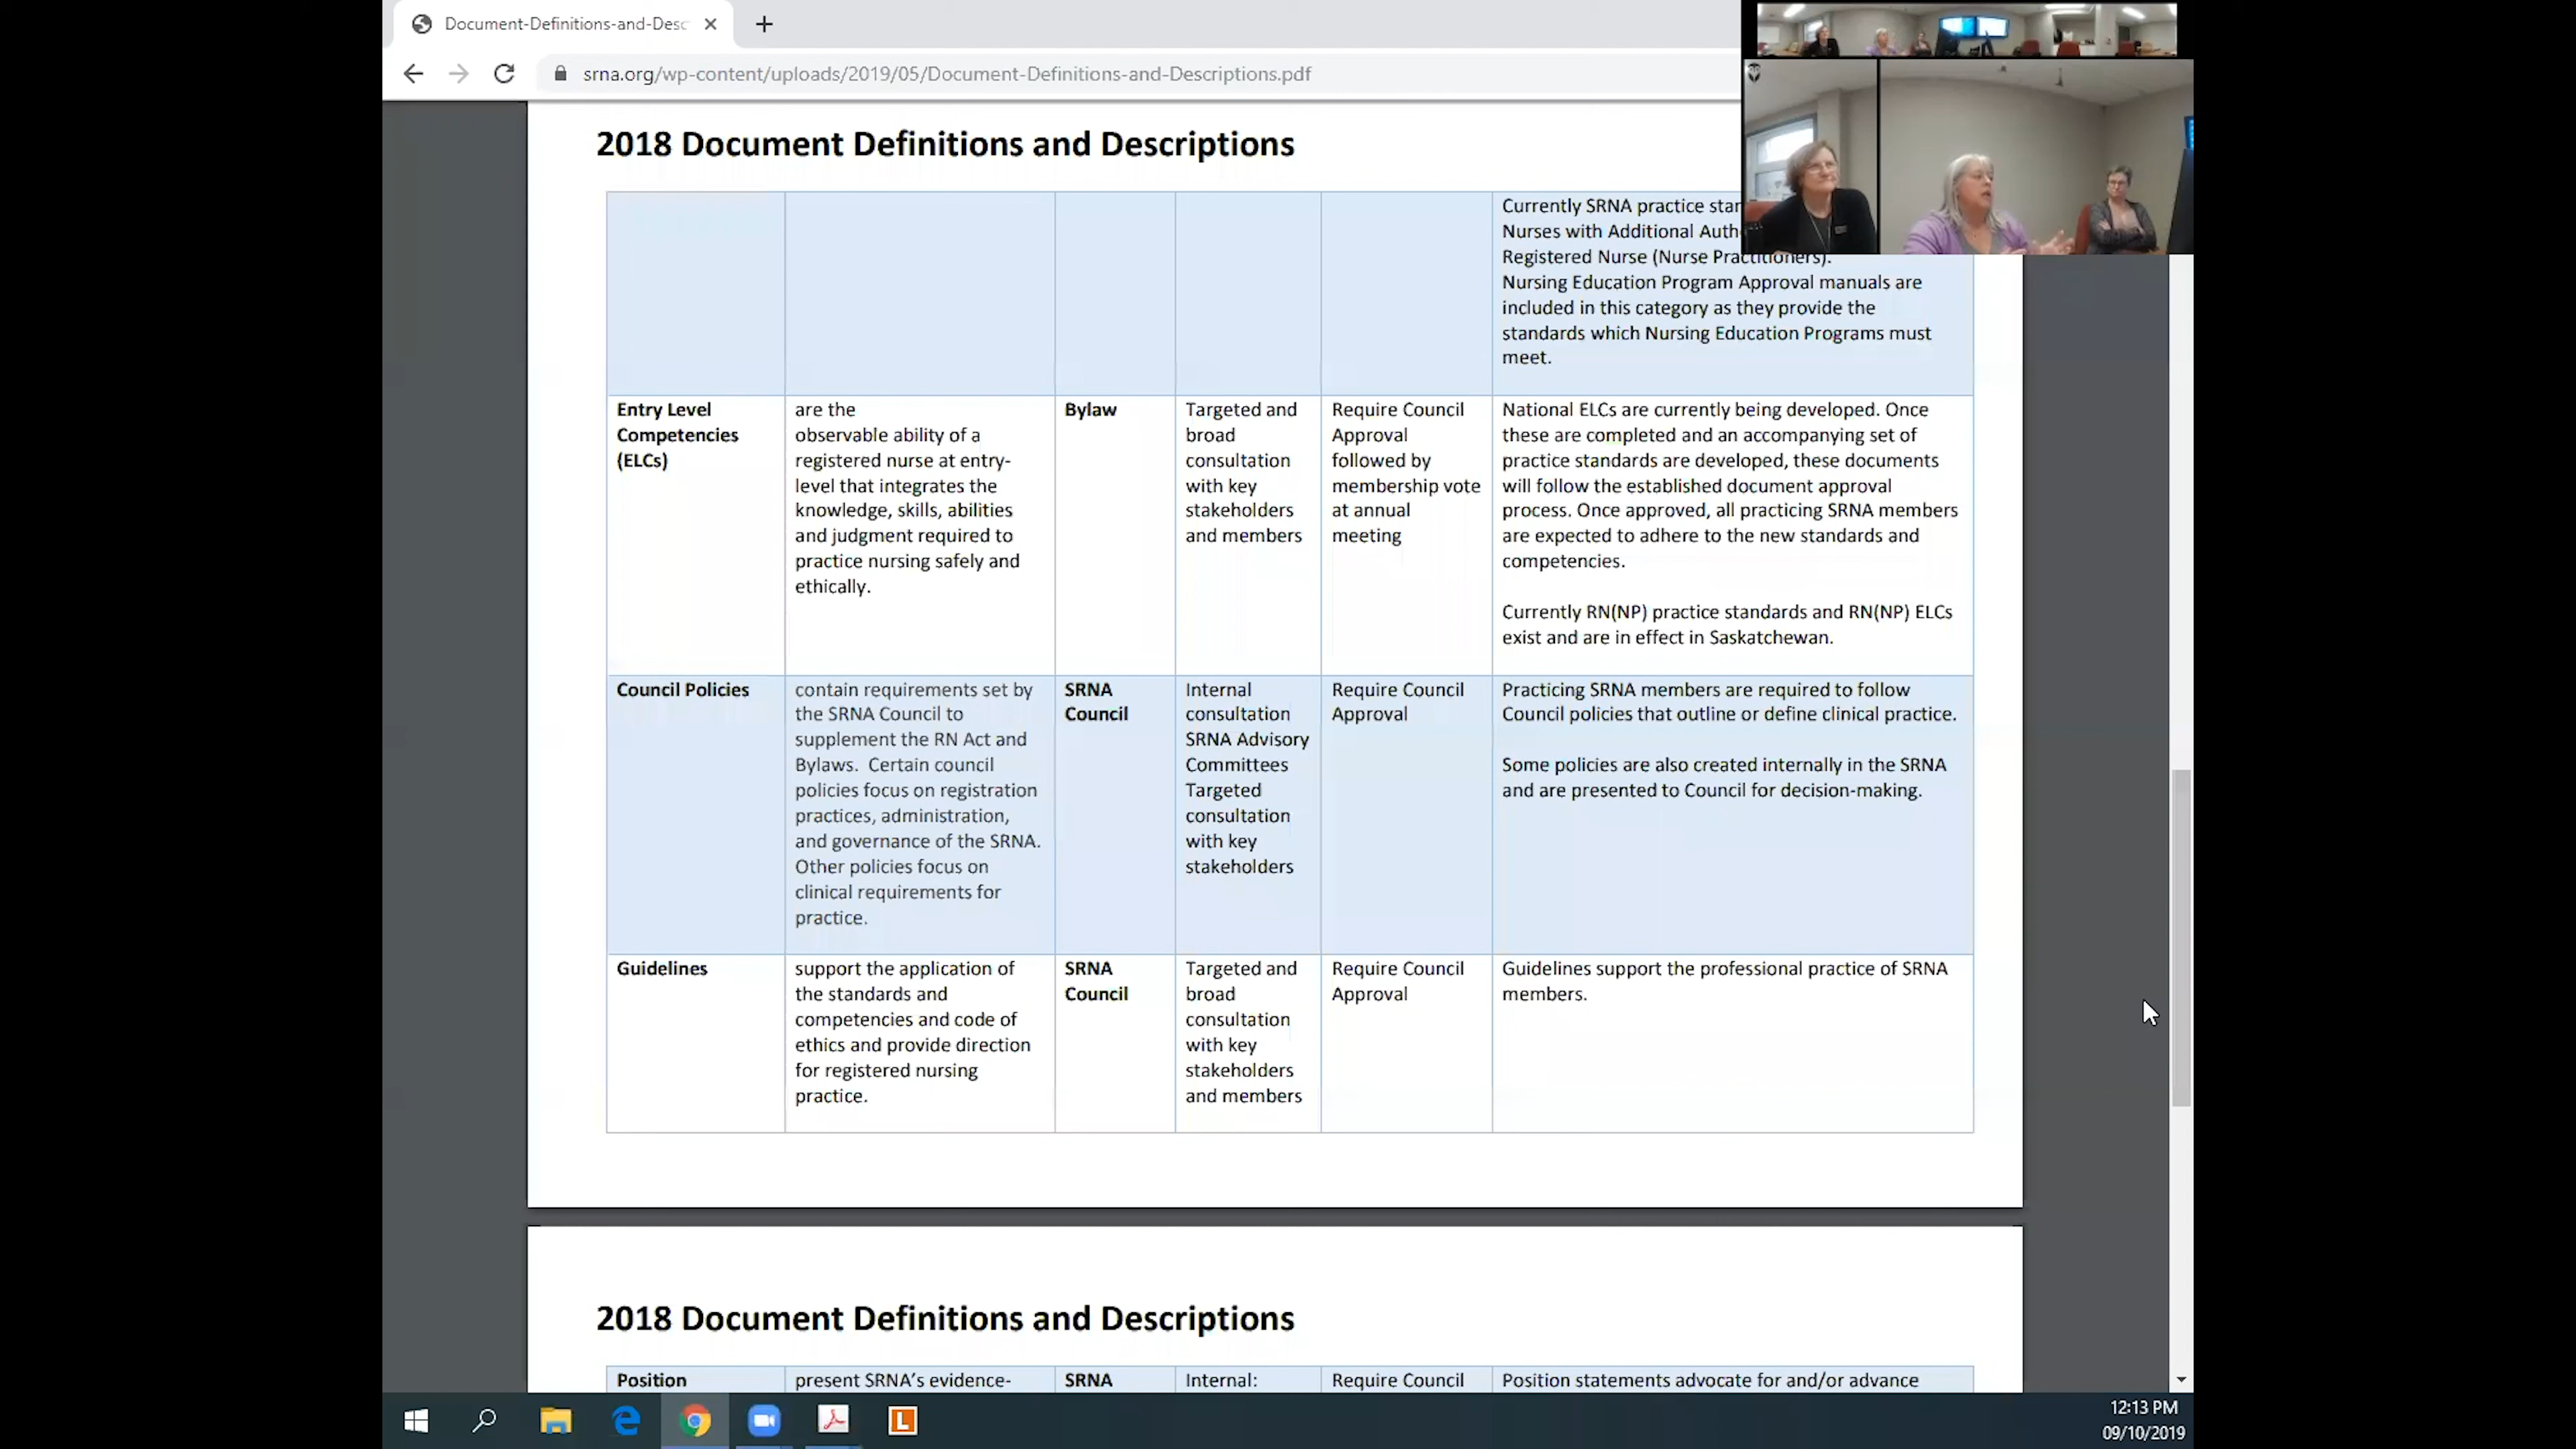 Document-Definitions-and-Desc
srna.org/wp-content/uploads/2019/05/Document-Definitions-and-Descriptions.pdf
2018 Document Definitions and Descriptions
Currently SRNA practice
Nurses with Additional
Registered Nurse (Nurse Practitioners).
Nursing Education Program Approval manuals are
included in this category as they provide the
standards which Nursing Education Programs must
meet.
Entry Level
Competencies
(ELCs)
are the
observable ability of a
registered nurse at entry-
level that integrates the
knowledge, skills, abilities
and judgment required to
practice nursing safely and
ethically.
Bylaw
Targeted and
broad
consultation
with key
stakeholders
and members
Require Council
Approval
followed by
membership vote
at annual
meeting
National ELCs are currently being developed. Once
these are completed and an accompanying set of
practice standards are developed, these documents
will follow the established document approval
process. Once approved, all practicing SRNA members
are expected to adhere to the new standards and
competencies.
Currently RN(NP) practice standards and RN(NP) ELCs
exist and are in effect in Saskatchewan.
Council Policies
contain requirements set by
the SRNA Council to
supplement the RN Act and
Bylaws. Certain council
policies focus on registration
practices, administration,
and governance of the SRNA.
Other policies focus on
clinical requirements for
practice.
SRNA
Council
Internal
consultation
SRNA Advisory
Committees
Targeted
consultation
with key
stakeholders
Require Council
Approval
Practicing SRNA members are required to follow
Council policies that outline or define clinical practice.
Some policies are also created internally in the SRNA
and are presented to Council for decision-making.
Guidelines
support the application of
the standards and
competencies and code of
ethics and provide direction
for registered nursing
practice.
SRNA
Council
Targeted and
broad
consultation
with key
stakeholders
and members
Require Council
Approval
Guidelines support the professional practice of SRNA
members.
2018 Document Definitions and Descriptions
Position
present SRNA's evidence-
SRNA
Internal:
Require Council
Position statements advocate for and/or advance
12:13 PM
09/10/2019